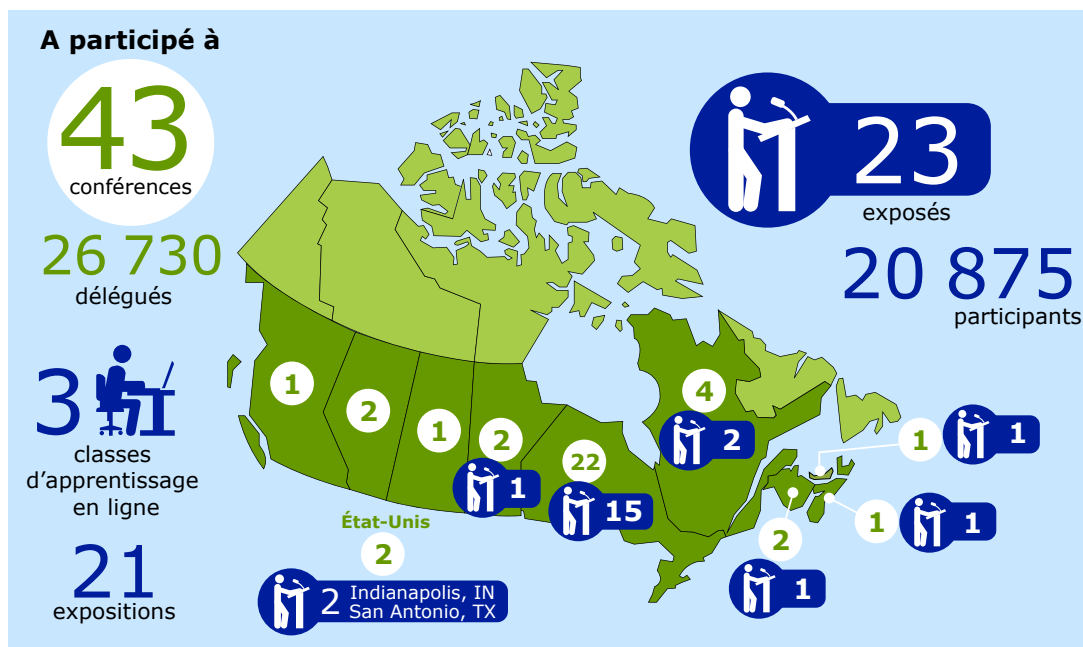 A participé à
43
conférences
26 730
délégués
3
classes
d’apprentissage
en ligne
21
expositions
23
exposés
20 875
participants
1
2
1
2
1
22
15
4
2
1
1
1
1
2
1
État-Unis
2
2 Indianapolis, IN
San Antonio, TX